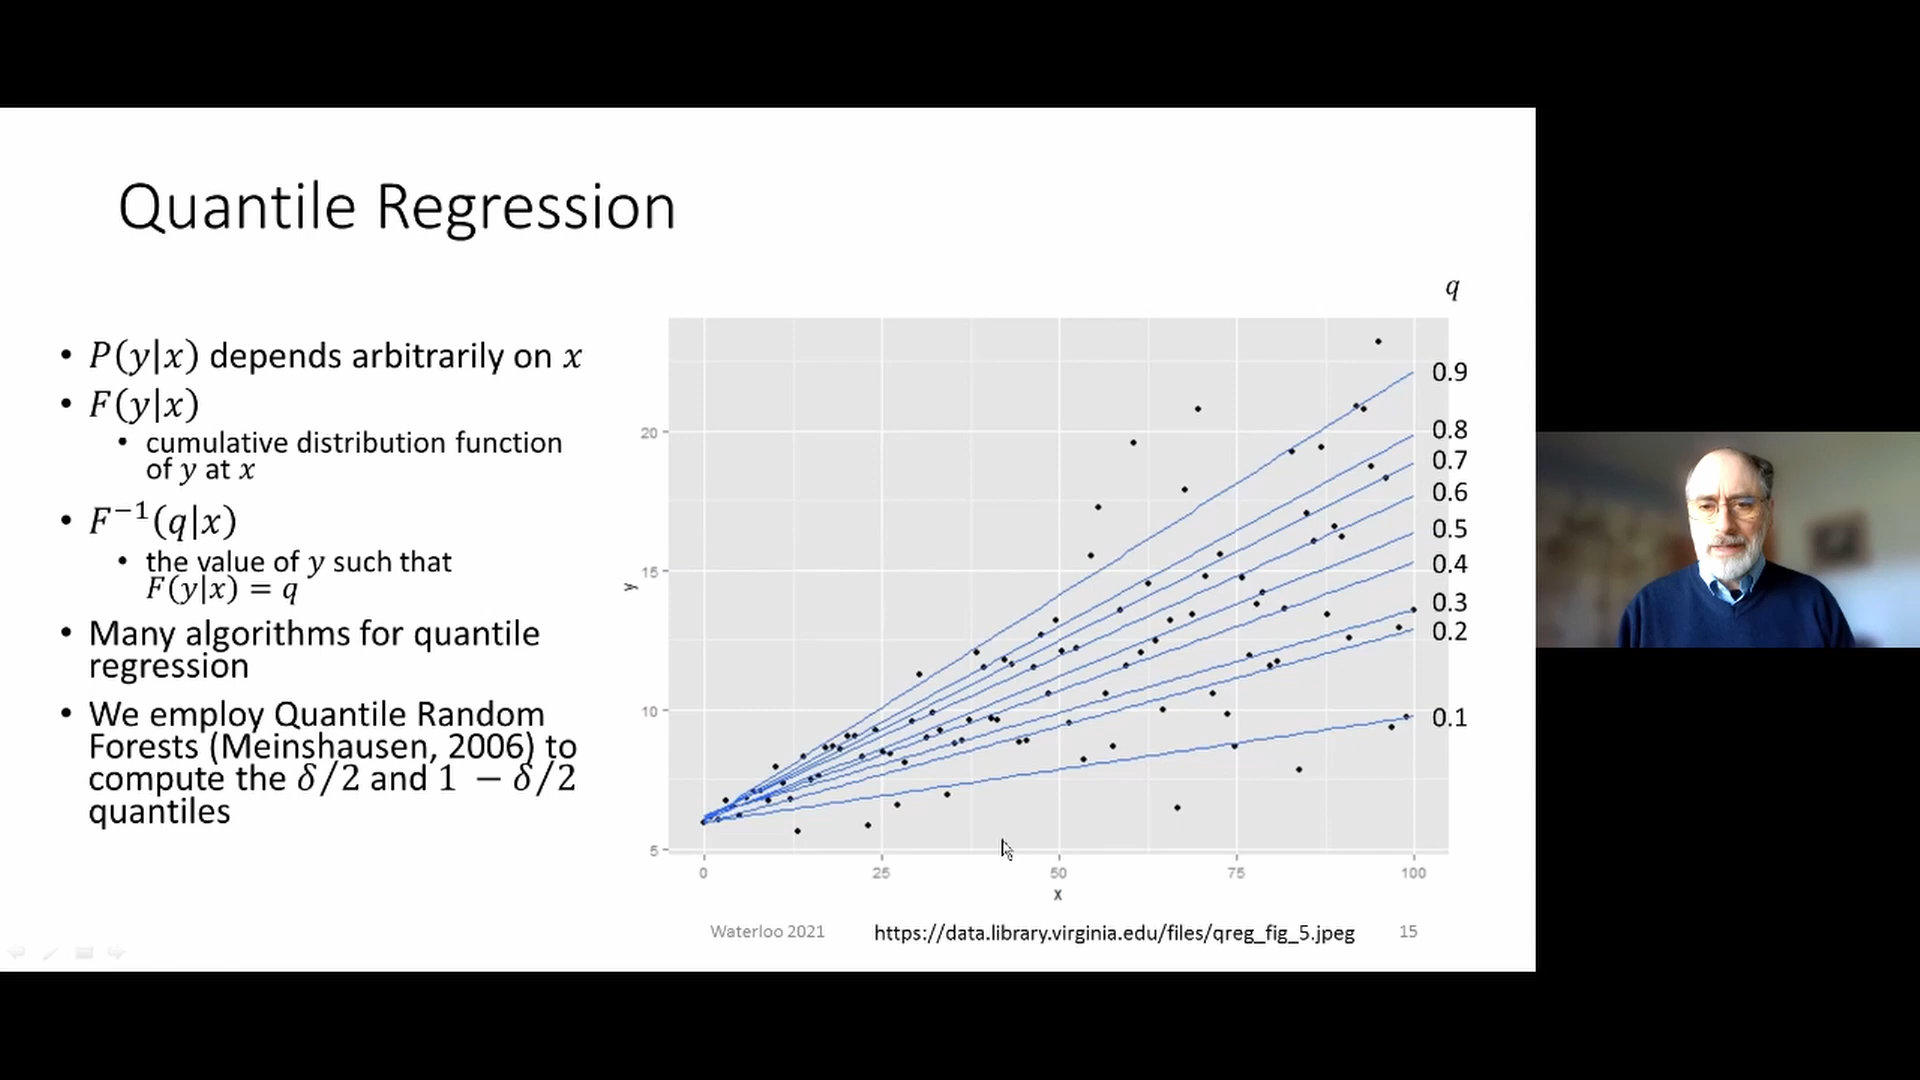 Quantile Regression
• P(y|x) depends arbitrarily on x
• F(y|x)
• cumulative distribution function
of y at x
• F⁻¹(q|x)
• the value of y such that
F(y|x) = q
• Many algorithms for quantile
regression
• We employ Quantile Random
Forests (Meinshausen, 2006) to
compute the δ/2 and 1 − δ/2
quantiles
q
0.9
0.8
0.7
0.6
0.5
0.4
0.3
0.2
0.1
20
15
10
5
y
0 25 50 75 100
x
Waterloo 2021 https://data.library.virginia.edu/files/qreg_fig_5.jpeg 15